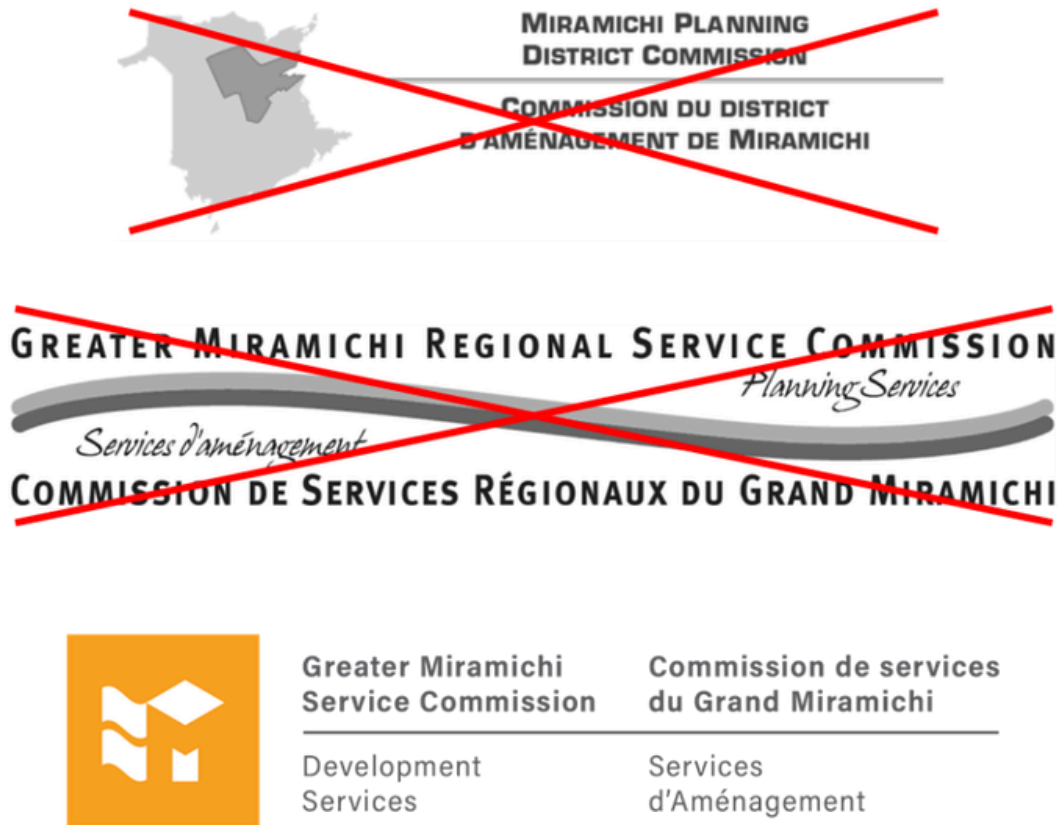 MIRAMICHI PLANNING
DISTRICT COMMISSION
COMMISSION DU DISTRICT
D'AMÉNAGEMENT DE MIRAMICHI
GREATER MIRAMICHI REGIONAL SERVICE COMMISSION
Planning Services
Services d'aménagement
COMMISSION DE SERVICES RÉGIONAUX DU GRAND MIRAMICHI
Greater Miramichi
Service Commission
Development
Services
Commission de services
du Grand Miramichi
Services
d'Aménagement